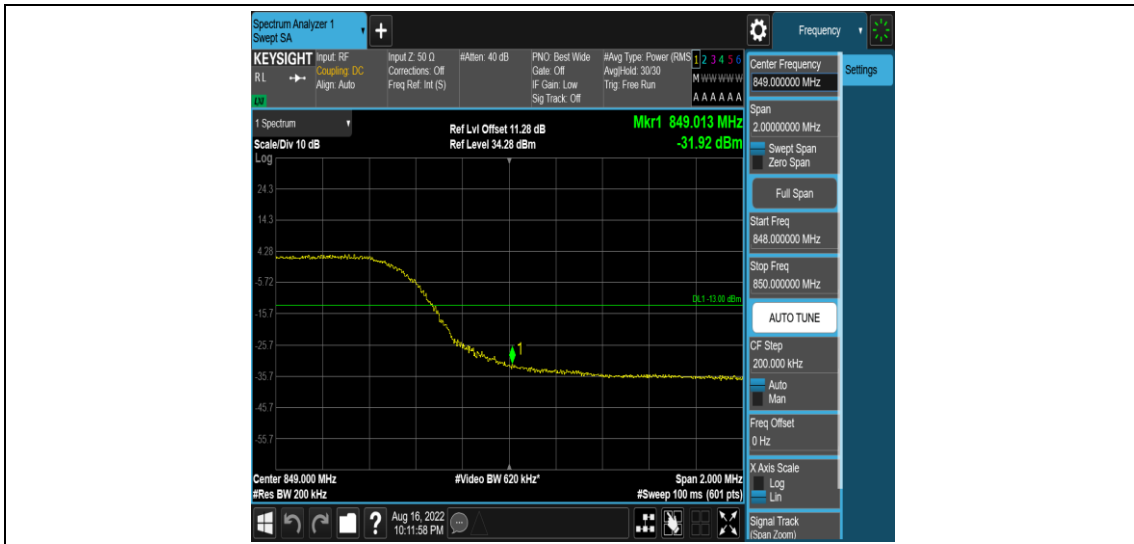 Spectrum Analyzer 1
Swept SA
+
Frequency
KEYSIGHT
RL
LXI
Input: RF
Coupling: DC
Align: Auto
Input Z: 50 Ω
Corrections: Off
Freq Ref: Int (S)
#Atten: 40 dB
PNO: Best Wide
Gate: Off
IF Gain: Low
Sig Track: Off
#Avg Type: Power (RMS
Avg|Hold: 30/30
Trig: Free Run
1 2 3 4 5 6
M W W W W W
A A A A A A
1 Spectrum
Scale/Div 10 dB
Log
Ref Lvl Offset 11.28 dB
Ref Level 34.28 dBm
Mkr1 849.013 MHz
-31.92 dBm
24.3
14.3
4.28
-5.72
DL1 -13.00 dBm
-15.7
-25.7
1
-35.7
-45.7
-55.7
Center 849.000 MHz
#Res BW 200 kHz
#Video BW 620 kHz*
Span 2.000 MHz
#Sweep 100 ms (601 pts)
?
Aug 16, 2022
10:11:58 PM
Center Frequency
849.000000 MHz
Settings
Span
2.00000000 MHz
Swept Span
Zero Span
Full Span
Start Freq
848.000000 MHz
Stop Freq
850.000000 MHz
AUTO TUNE
CF Step
200.000 kHz
Auto
Man
Freq Offset
0 Hz
X Axis Scale
Log
Lin
Signal Track
(Span Zoom)